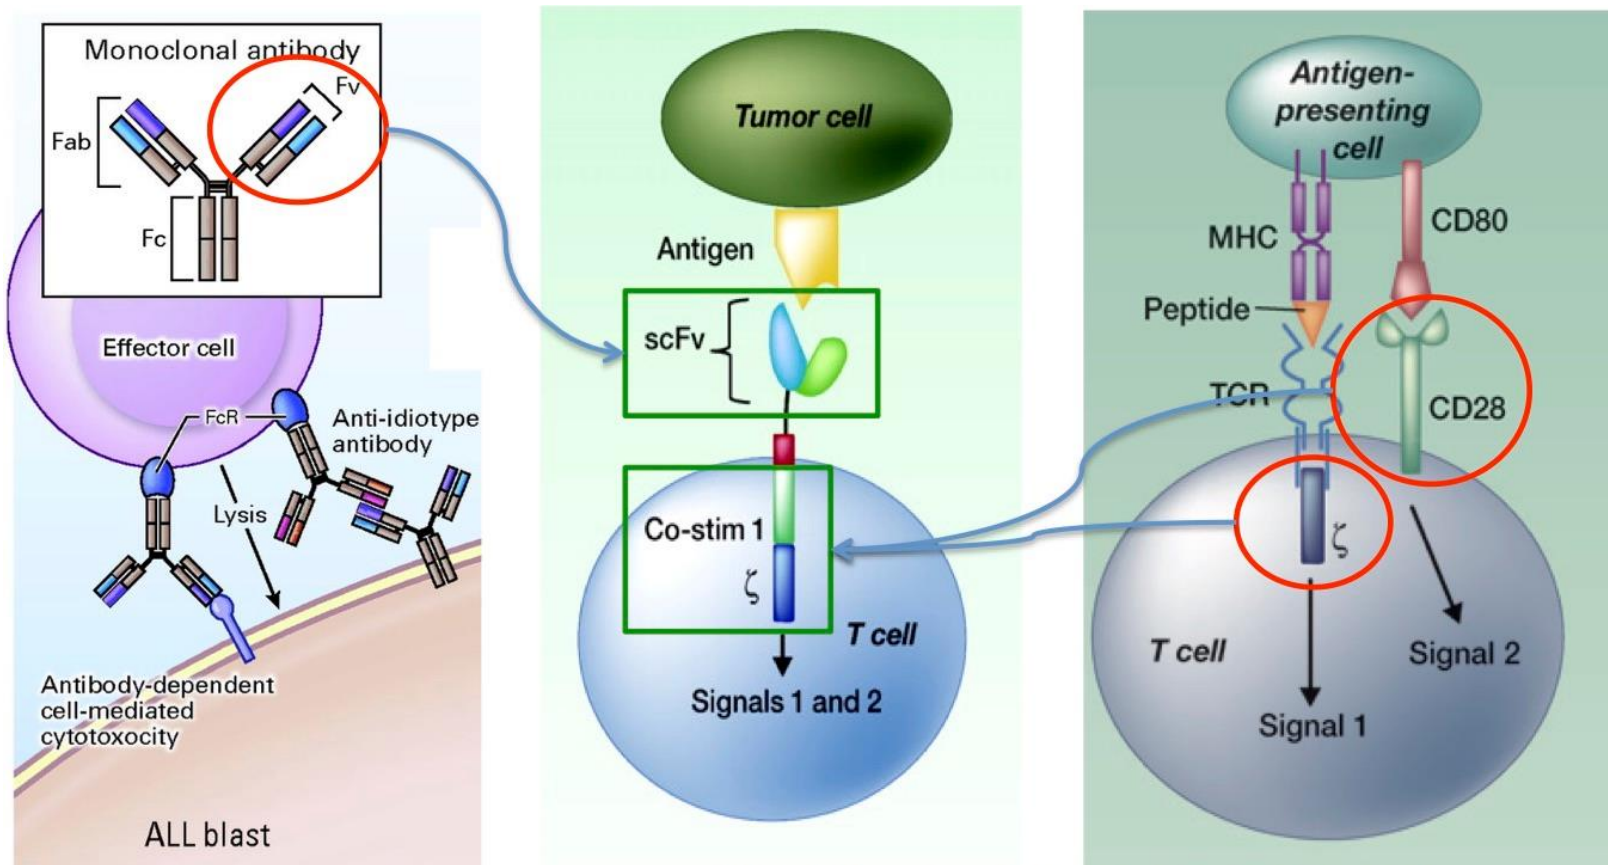 Monoclonal antibody
Fv
Fab
Fc
Effector cell
FcR
Anti-idiotype
antibody
Lysis
Antibody-dependent
cell-mediated
cytotoxocity
ALL blast
Tumor cell
Antigen
scFv
Co-stim 1
ζ
T cell
Signals 1 and 2
Antigen-
presenting
cell
MHC
CD80
Peptide
TCR
CD28
ζ
T cell
Signal 2
Signal 1